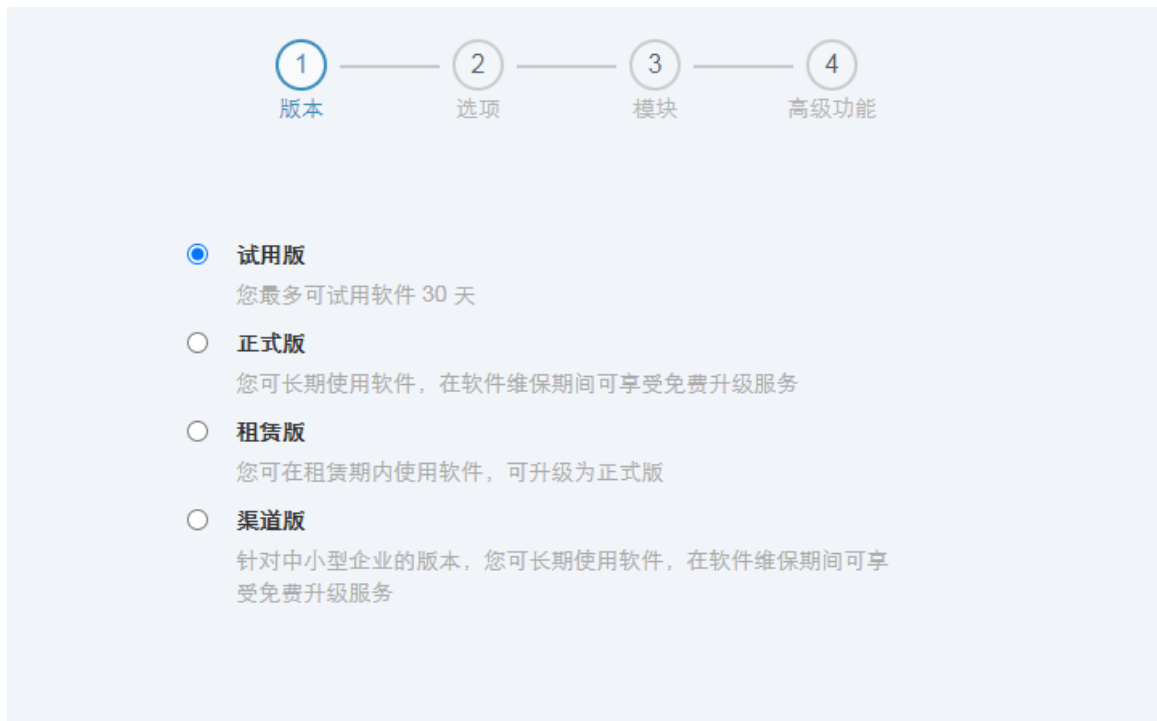 1 2 3 4
版本 选项 模块 高级功能
试用版
您最多可试用软件 30 天
正式版
您可长期使用软件，在软件维保期间可享受免费升级服务
租赁版
您可在租赁期内使用软件，可升级为正式版
渠道版
针对中小型企业的版本，您可长期使用软件，在软件维保期间可享
受免费升级服务